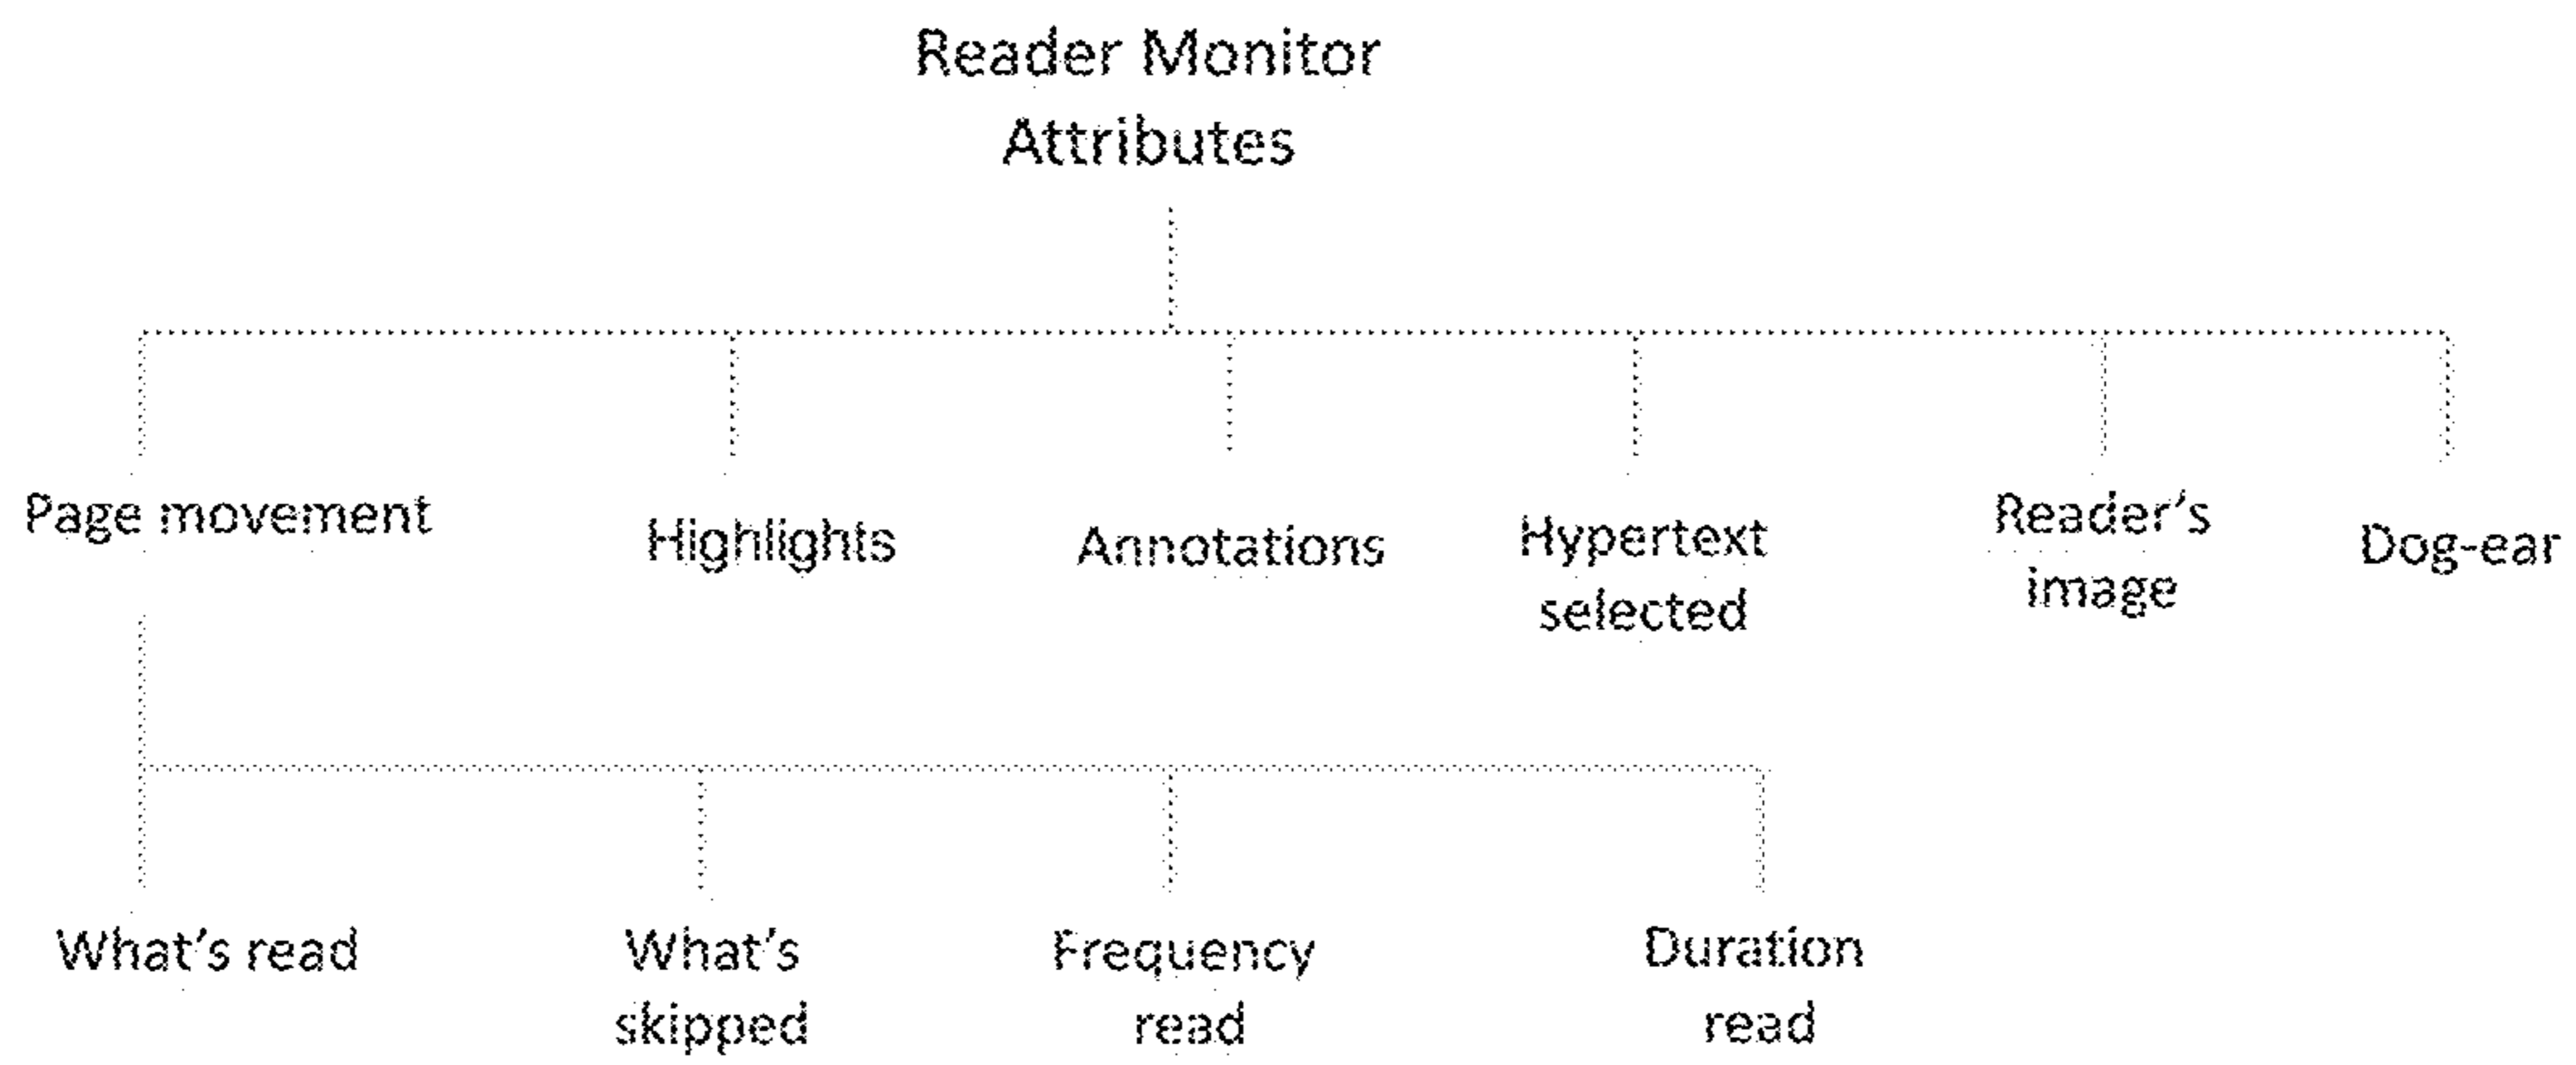 Reader Monitor
Attributes
Page movement
Highlights
Annotations
Hypertext
selected
Reader's
image
Dog-ear
What's read
What's
skipped
Frequency
read
Duration
read